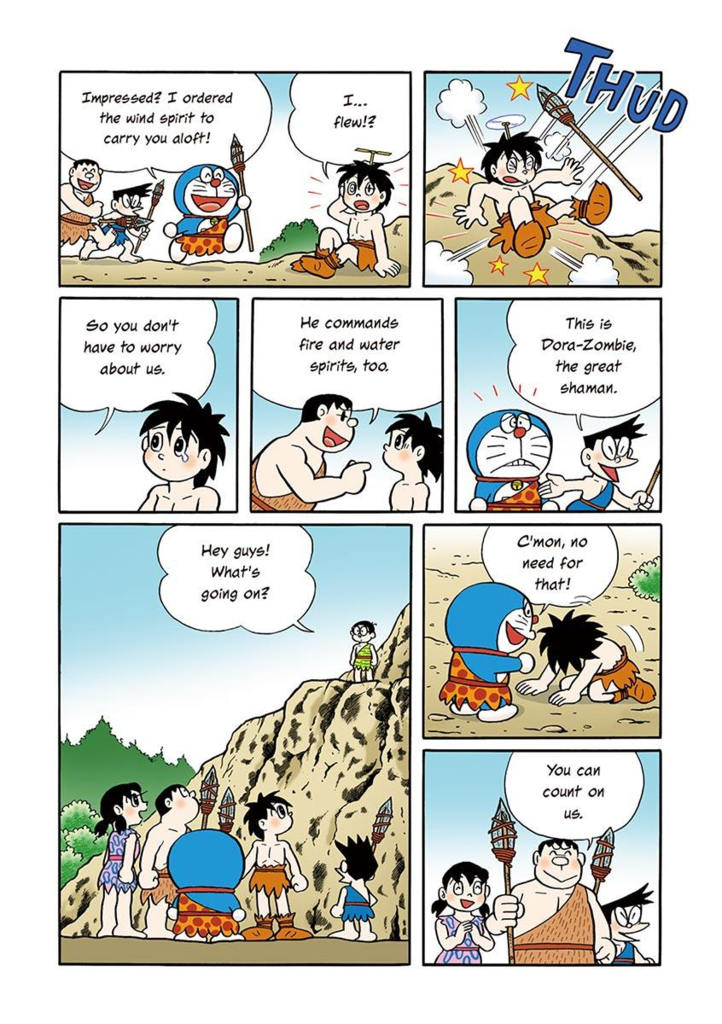 THUD
I...
flew!?
Impressed? I ordered
the wind spirit to
carry you aloft!
This is
Dora-Zombie,
the great
shaman.
He commands
fire and water
spirits, too.
So you don't
have to worry
about us.
C'mon, no
need for
that!
You can
count on
us.
Hey guys!
What's
going on?